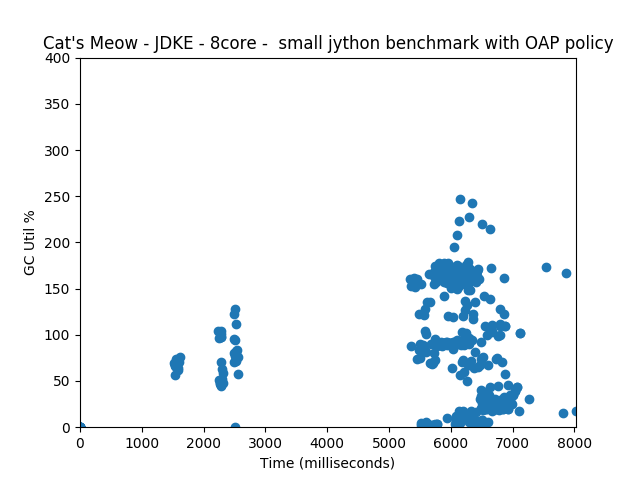 Cat's Meow - JDKE - 8core -  small jython benchmark with OAP policy
400
350
300
250
200
150
100
50
0
GC Util %
0 1000 2000 3000 4000 5000 6000 7000 8000
Time (milliseconds)